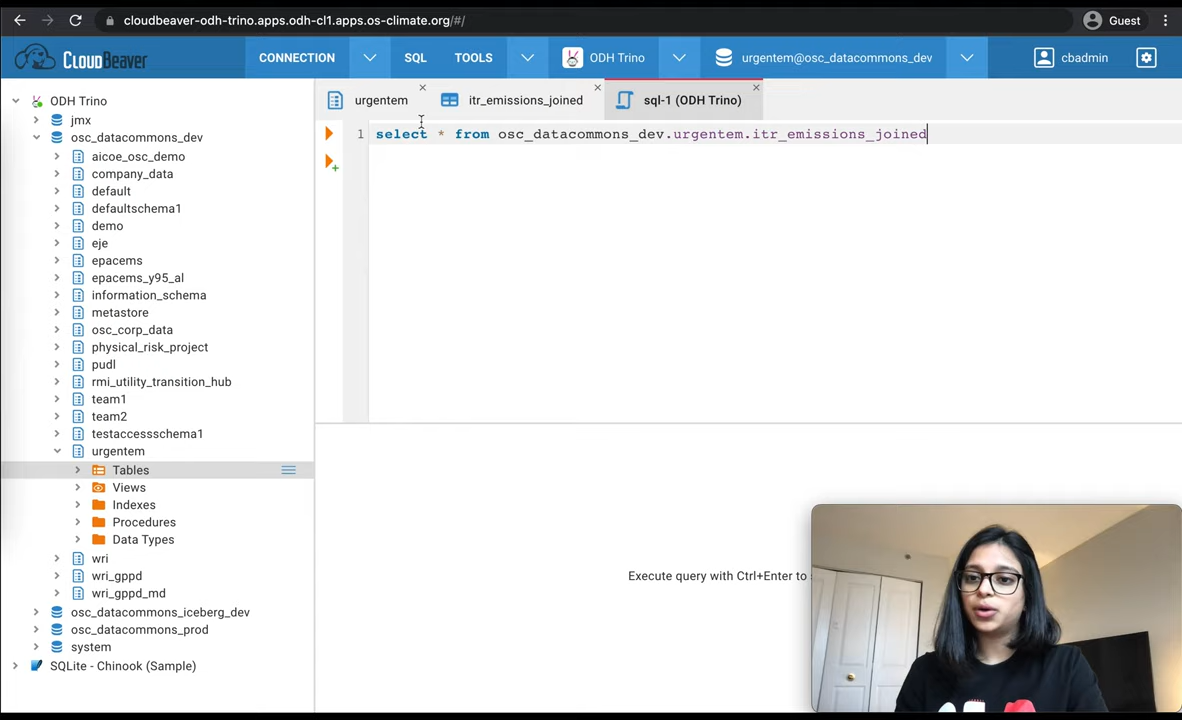 cloudbeaver-odh-trino.apps.odh-cl1.apps.os-climate.org/#/
Guest
CLOUDBEAVER
CONNECTION
SQL
TOOLS
ODH Trino
urgentem@osc_datacommons_dev
cbadmin
ODH Trino
jmx
osc_datacommons_dev
aicoe_osc_demo
company_data
default
defaultschema1
demo
eje
epacems
epacems_y95_al
information_schema
metastore
osc_corp_data
physical_risk_project
pudl
rmi_utility_transition_hub
team1
team2
testaccessschema1
urgentem
Tables
Views
Indexes
Procedures
Data Types
wri
wri_gppd
wri_gppd_md
osc_datacommons_iceberg_dev
osc_datacommons_prod
system
SQLite - Chinook (Sample)
urgentem
itr_emissions_joined
sql-1 (ODH Trino)
1 select * from osc_datacommons_dev.urgentem.itr_emissions_joined
Execute query with Ctrl+Enter to